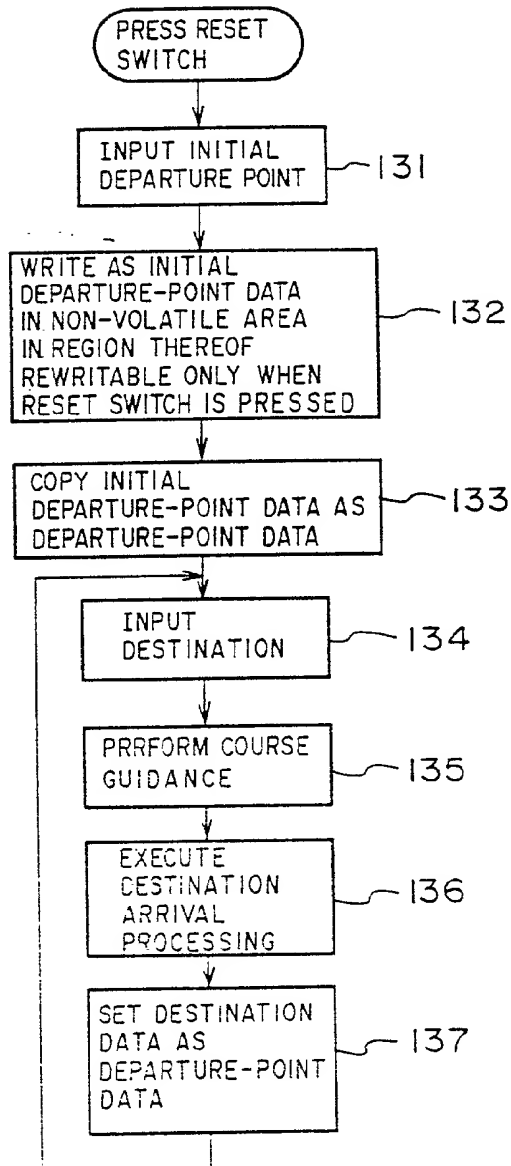 PRESS RESET
SWITCH
INPUT INITIAL
DEPARTURE POINT
131
WRITE AS INITIAL
DEPARTURE-POINT DATA
IN NON-VOLATILE AREA
IN REGION THEREOF
REWRITABLE ONLY WHEN
RESET SWITCH IS PRESSED
132
COPY INITIAL
DEPARTURE-POINT DATA AS
DEPARTURE-POINT DATA
133
INPUT
DESTINATION
134
PRRFORM COURSE
GUIDANCE
135
EXECUTE
DESTINATION
ARRIVAL
PROCESSING
136
SET DESTINATION
DATA AS
DEPARTURE-POINT
DATA
137